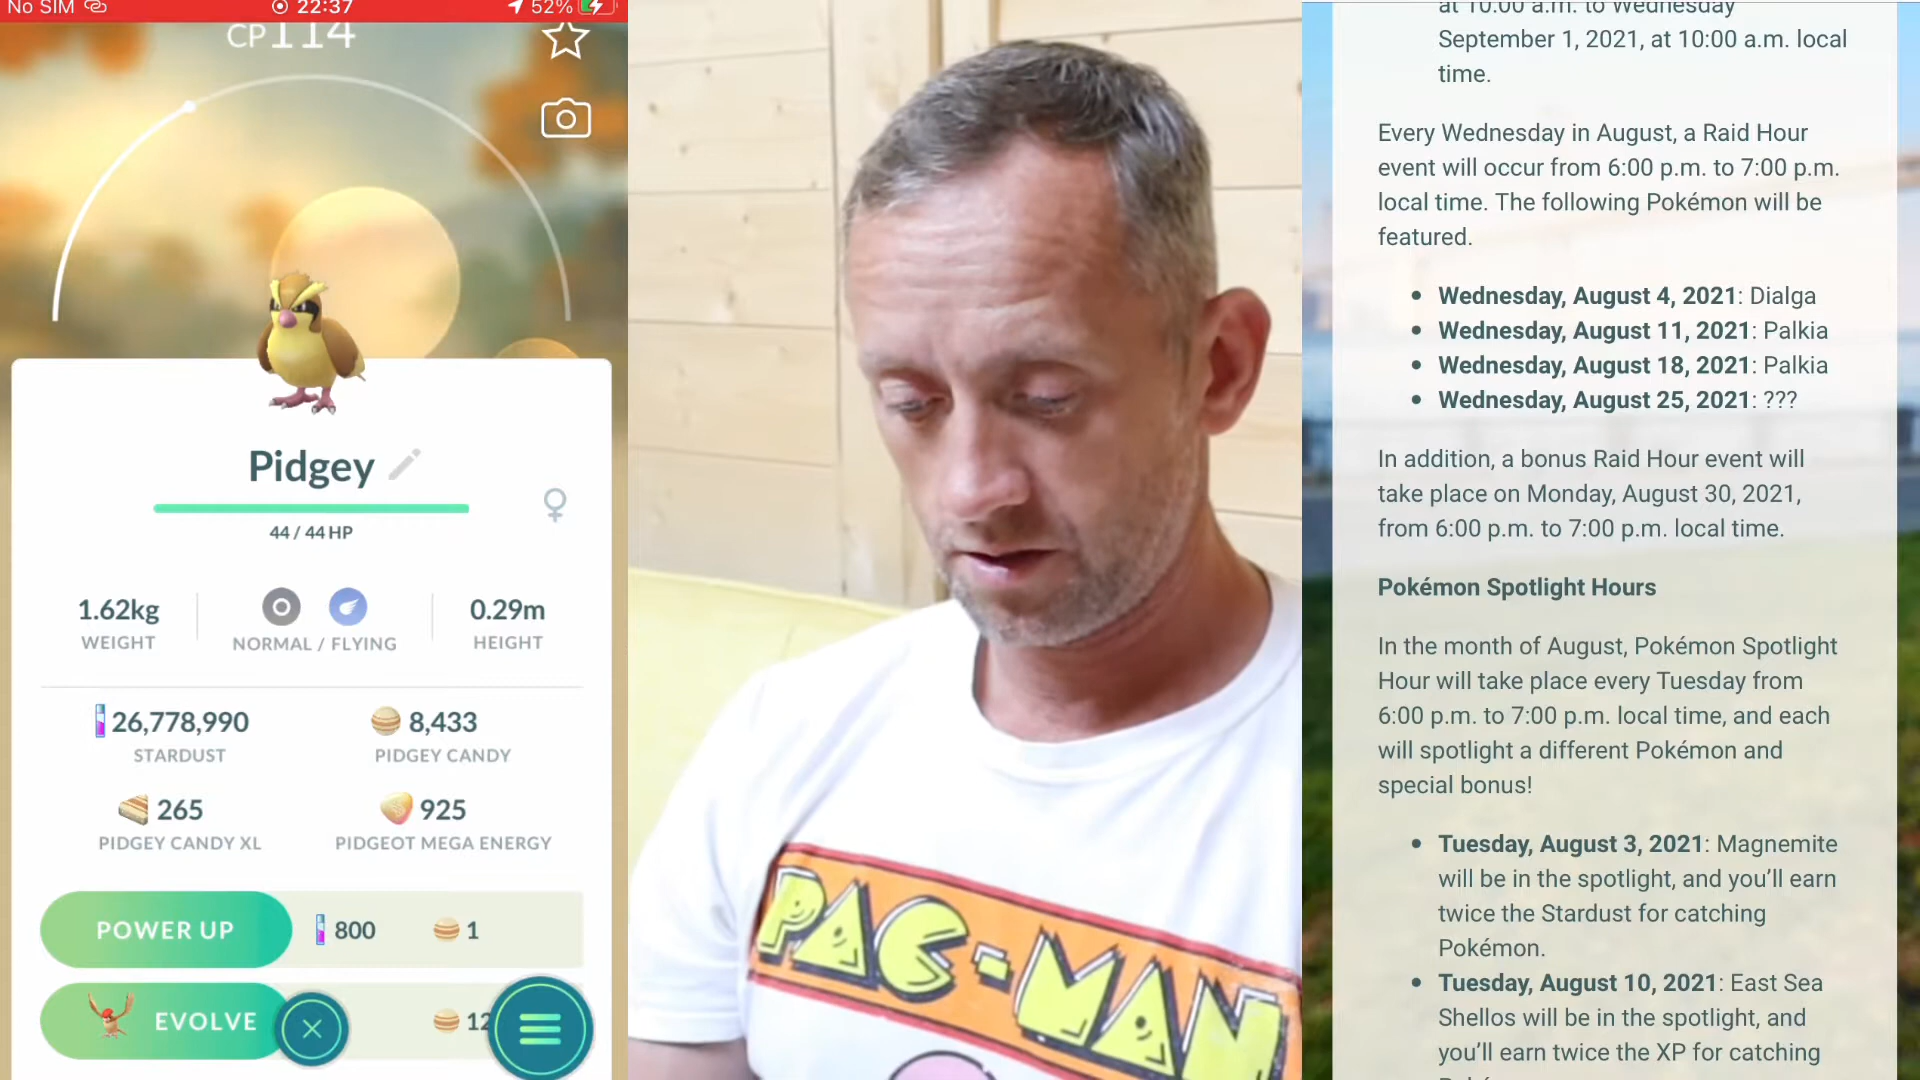 No SIM
22:37
52%
CP114
Pidgey
44 / 44 HP
1.62kg
WEIGHT
NORMAL / FLYING
0.29m
HEIGHT
26,778,990
STARDUST
8,433
PIDGEY CANDY
265
PIDGEY CANDY XL
925
PIDGEOT MEGA ENERGY
POWER UP
800
1
EVOLVE
12
PAC-MAN
at 10:00 a.m. to Wednesday
September 1, 2021, at 10:00 a.m. local
time.
Every Wednesday in August, a Raid Hour
event will occur from 6:00 p.m. to 7:00 p.m.
local time. The following Pokémon will be
featured.
• Wednesday, August 4, 2021: Dialga
• Wednesday, August 11, 2021: Palkia
• Wednesday, August 18, 2021: Palkia
• Wednesday, August 25, 2021: ???
In addition, a bonus Raid Hour event will
take place on Monday, August 30, 2021,
from 6:00 p.m. to 7:00 p.m. local time.
Pokémon Spotlight Hours
In the month of August, Pokémon Spotlight
Hour will take place every Tuesday from
6:00 p.m. to 7:00 p.m. local time, and each
will spotlight a different Pokémon and
special bonus!
• Tuesday, August 3, 2021: Magnemite
will be in the spotlight, and you’ll earn
twice the Stardust for catching
Pokémon.
• Tuesday, August 10, 2021: East Sea
Shellos will be in the spotlight, and
you’ll earn twice the XP for catching